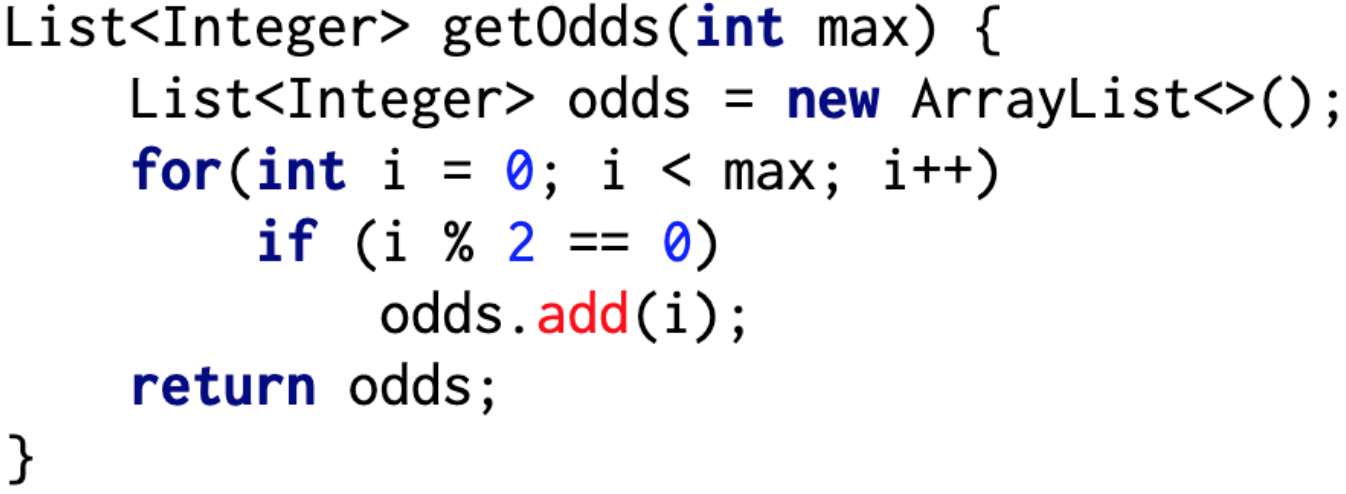 List<Integer> getOdds(int max) {
    List<Integer> odds = new ArrayList<>();
    for(int i = 0; i < max; i++)
        if (i % 2 == 0)
            odds.add(i);
    return odds;
}